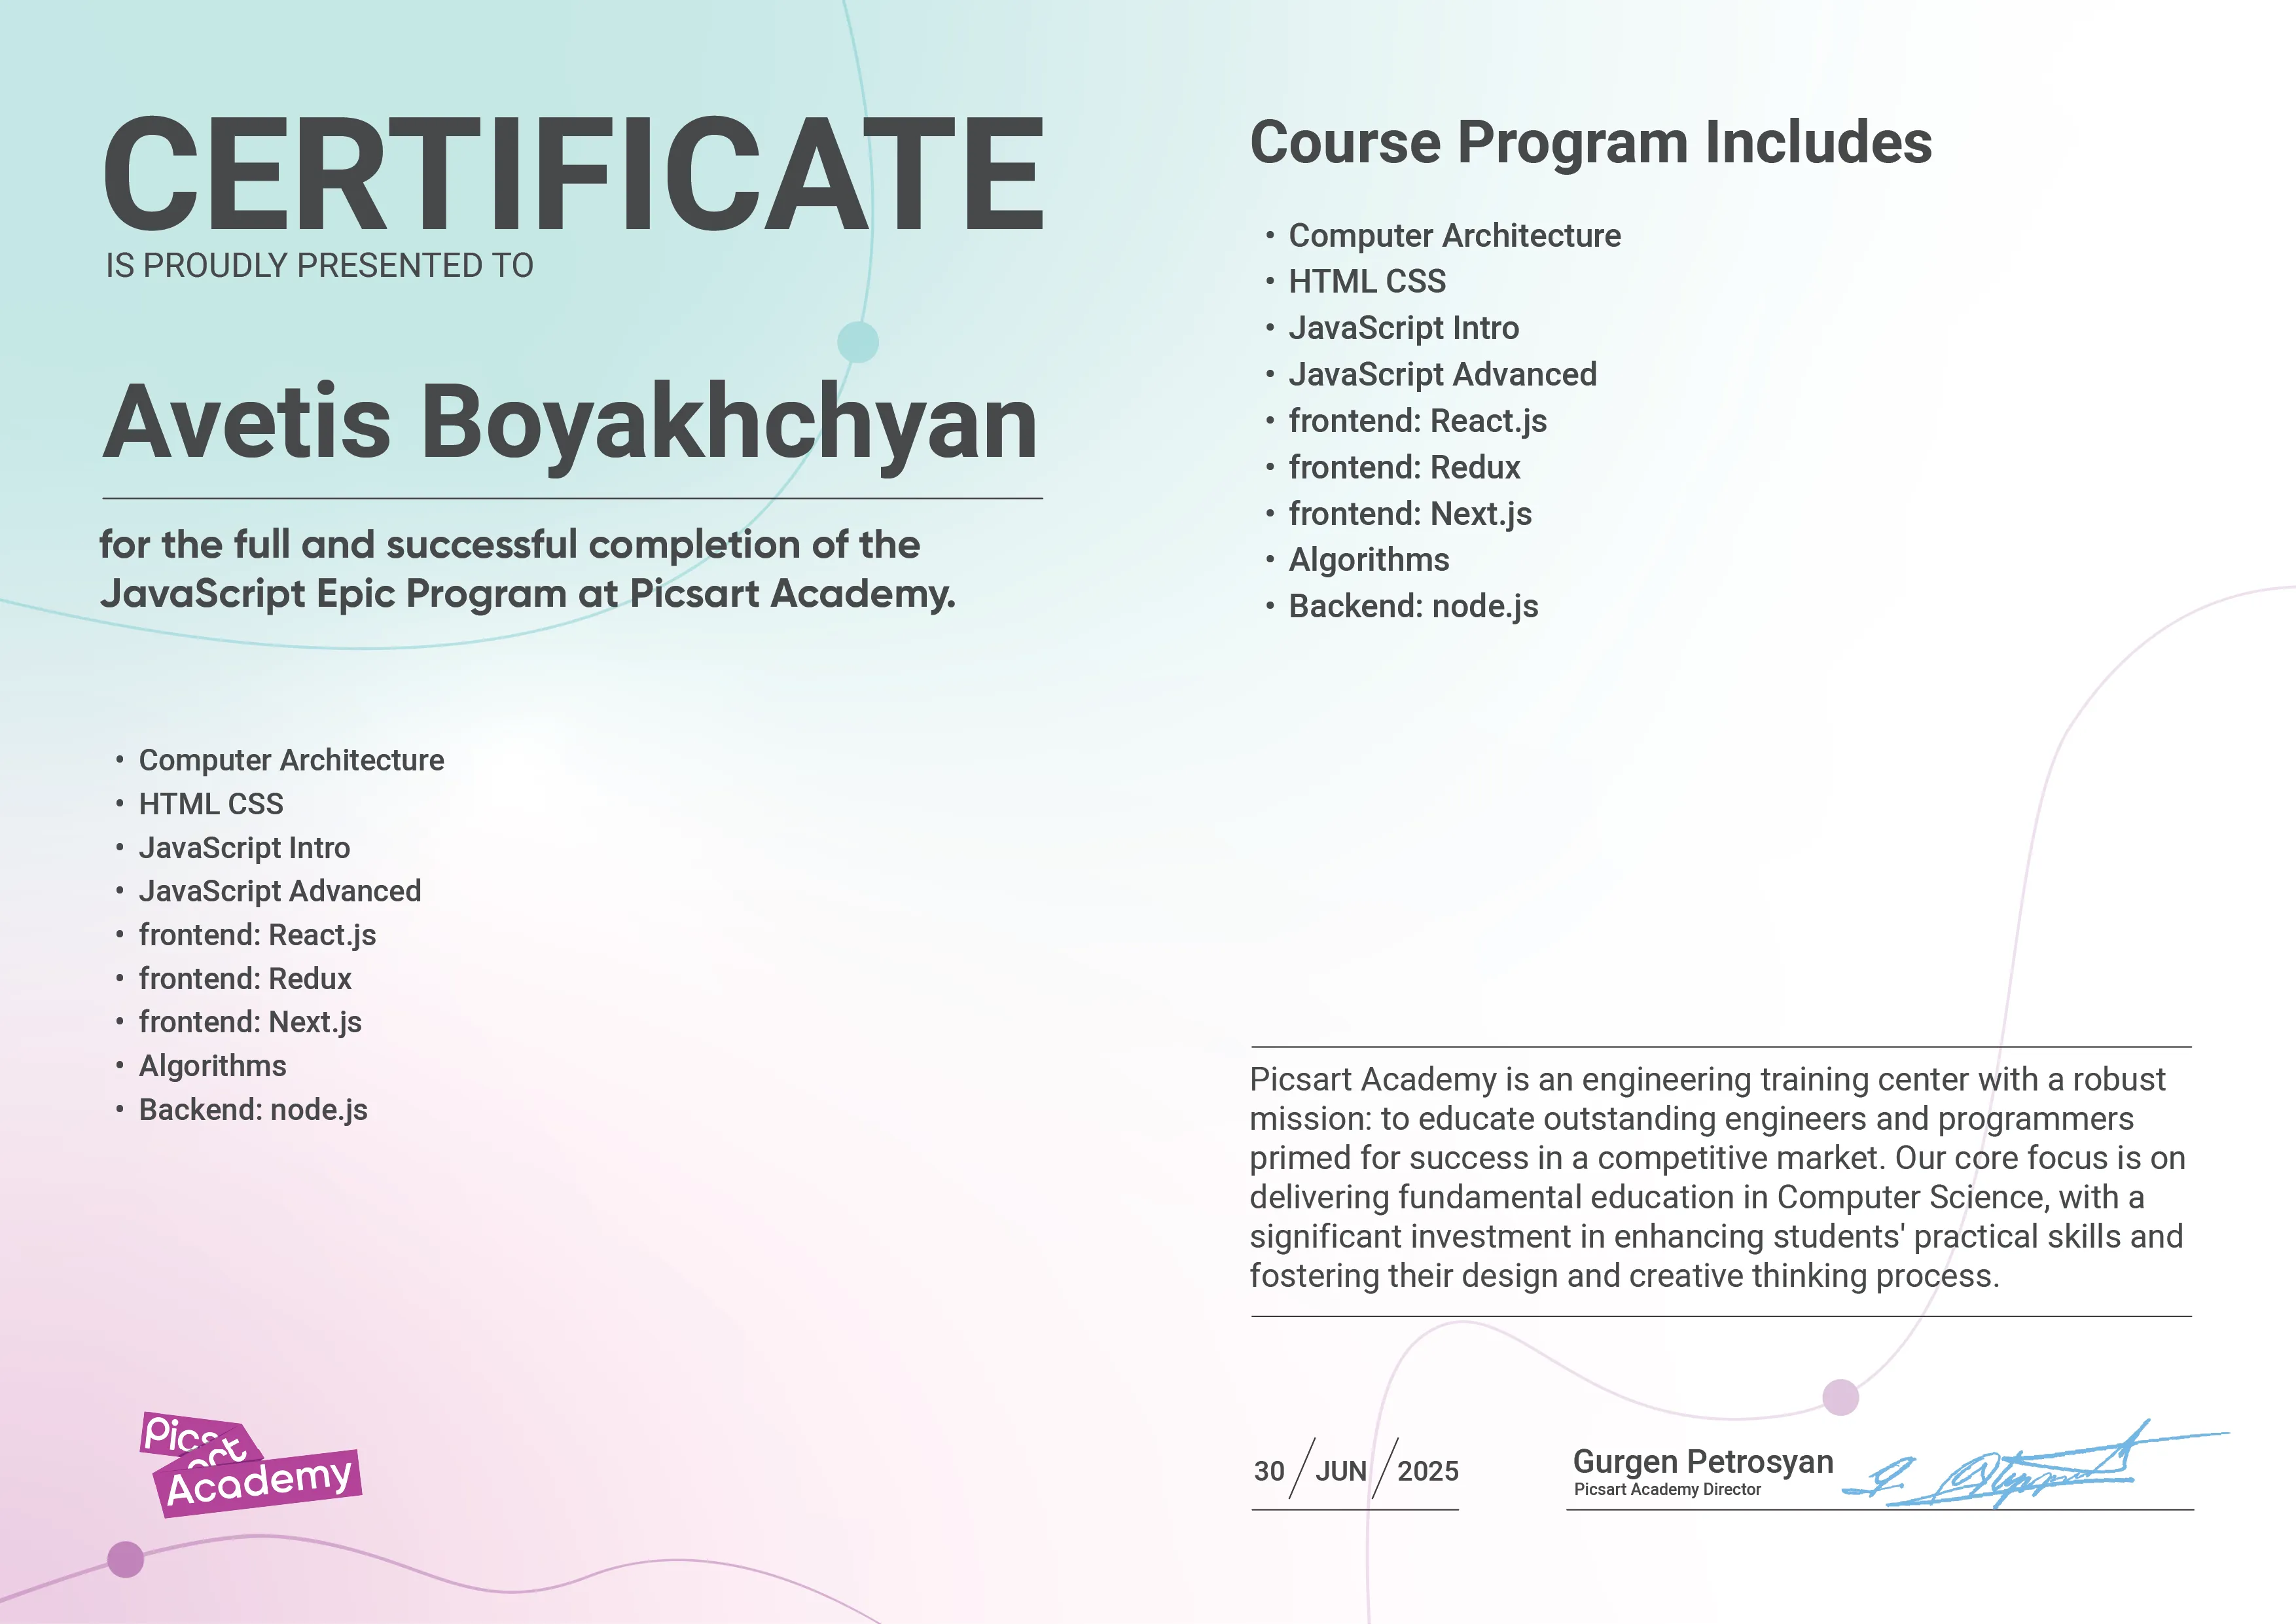 CERTIFICATE
IS PROUDLY PRESENTED TO
Avetis Boyakhchyan
for the full and successful completion of the
JavaScript Epic Program at Picsart Academy.
• Computer Architecture
• HTML CSS
• JavaScript Intro
• JavaScript Advanced
• frontend: React.js
• frontend: Redux
• frontend: Next.js
• Algorithms
• Backend: node.js
Picsart
Academy
Course Program Includes
• Computer Architecture
• HTML CSS
• JavaScript Intro
• JavaScript Advanced
• frontend: React.js
• frontend: Redux
• frontend: Next.js
• Algorithms
• Backend: node.js
Picsart Academy is an engineering training center with a robust
mission: to educate outstanding engineers and programmers
primed for success in a competitive market. Our core focus is on
delivering fundamental education in Computer Science, with a
significant investment in enhancing students' practical skills and
fostering their design and creative thinking process.
30 / JUN / 2025
Gurgen Petrosyan
Picsart Academy Director